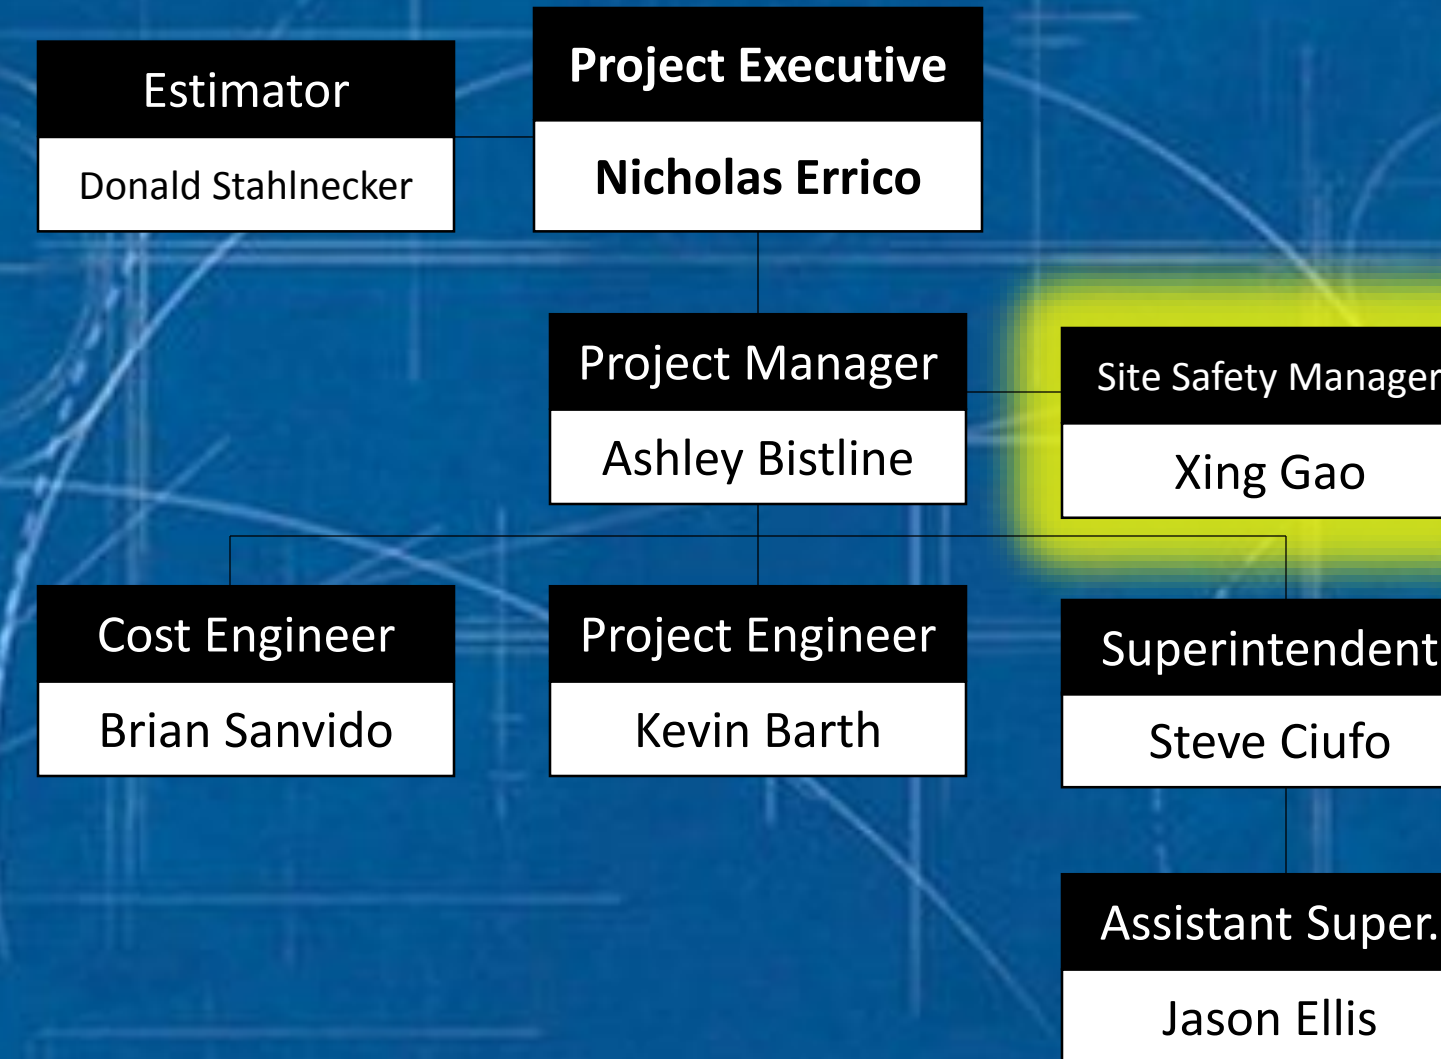 Estimator
Donald Stahlnecker
Project Executive
Nicholas Errico
Project Manager
Ashley Bistline
Site Safety Manager
Xing Gao
Cost Engineer
Brian Sanvido
Project Engineer
Kevin Barth
Superintendent
Steve Ciufo
Assistant Super.
Jason Ellis